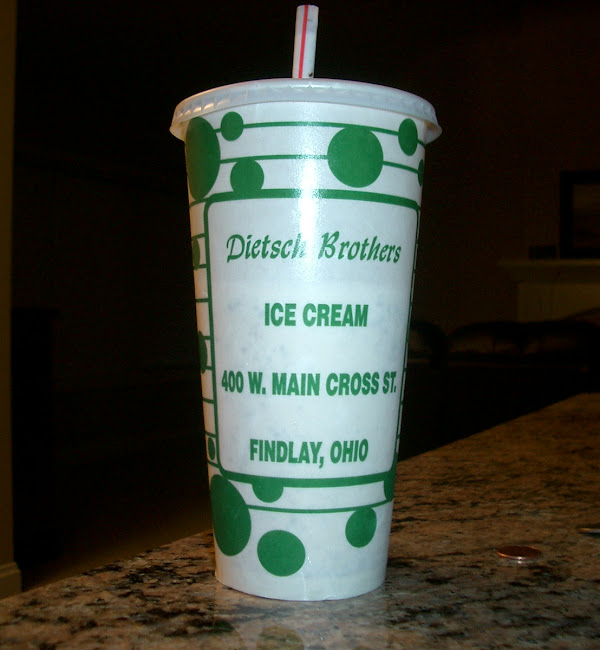 Dietsch Brothers
ICE CREAM
400 W. MAIN CROSS ST.
FINDLAY, OHIO